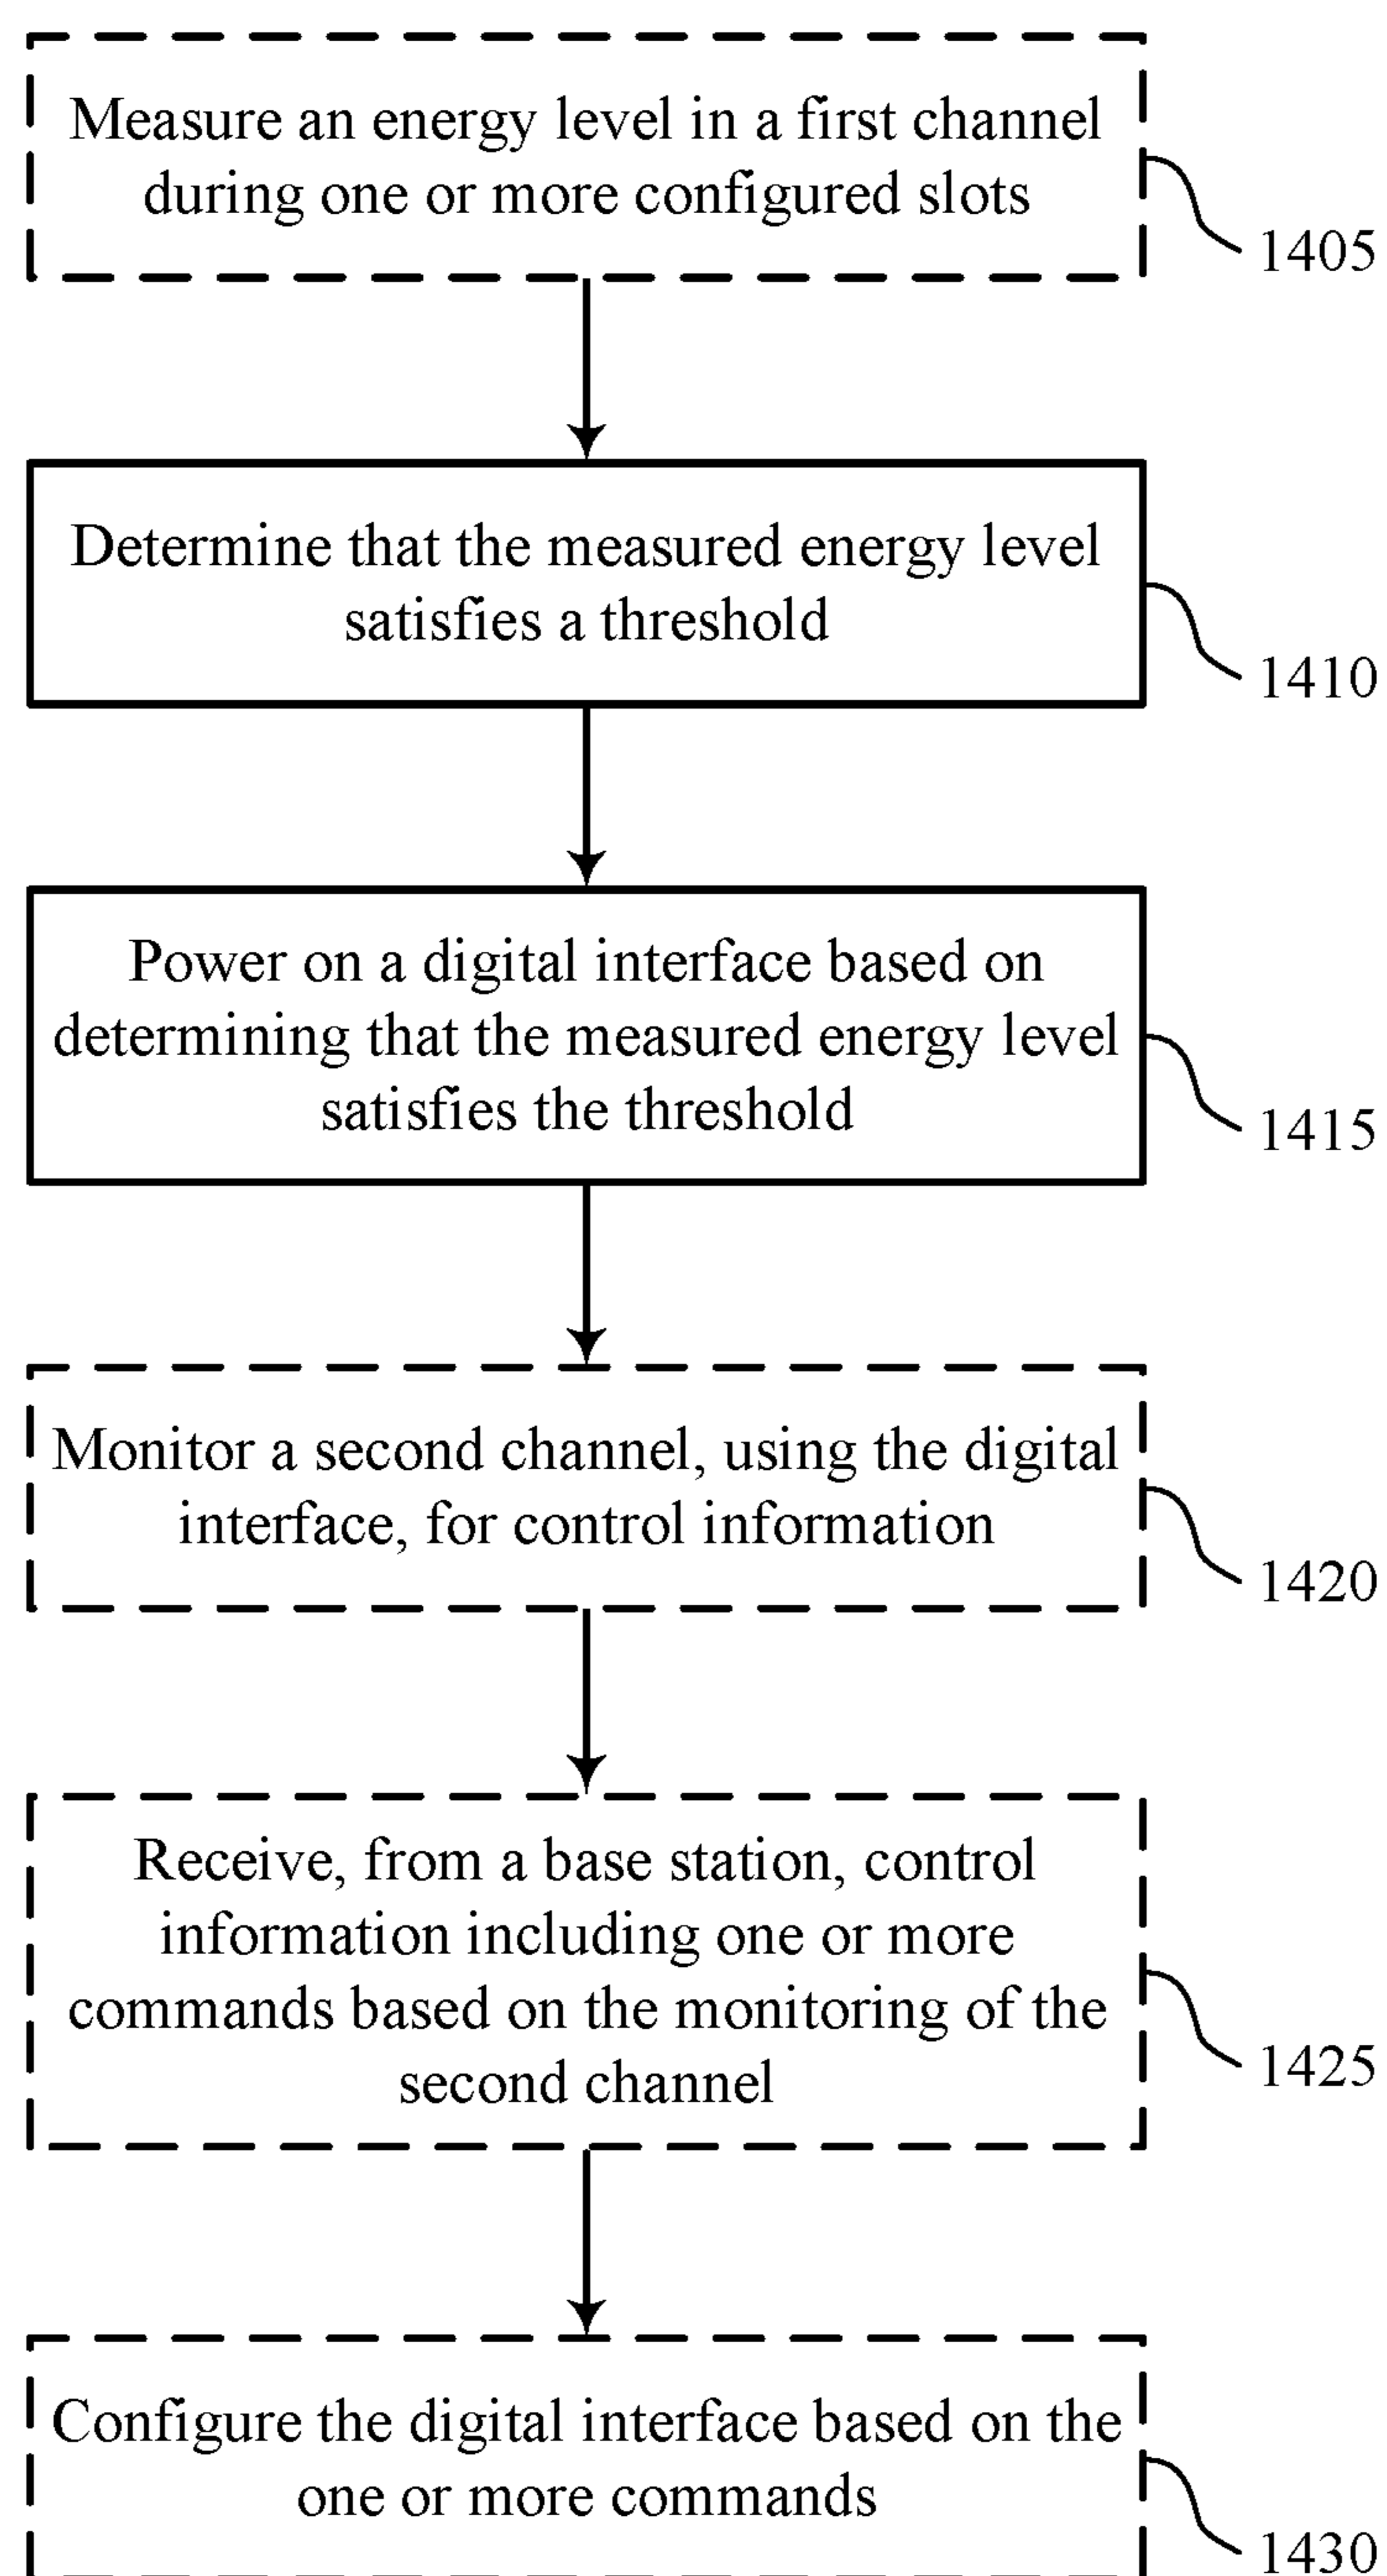 Measure an energy level in a first channel
during one or more configured slots
1405
Determine that the measured energy level
satisfies a threshold
1410
Power on a digital interface based on
determining that the measured energy level
satisfies the threshold
1415
Monitor a second channel, using the digital
interface, for control information
1420
Receive, from a base station, control
information including one or more
commands based on the monitoring of the
second channel
1425
Configure the digital interface based on the
one or more commands
1430